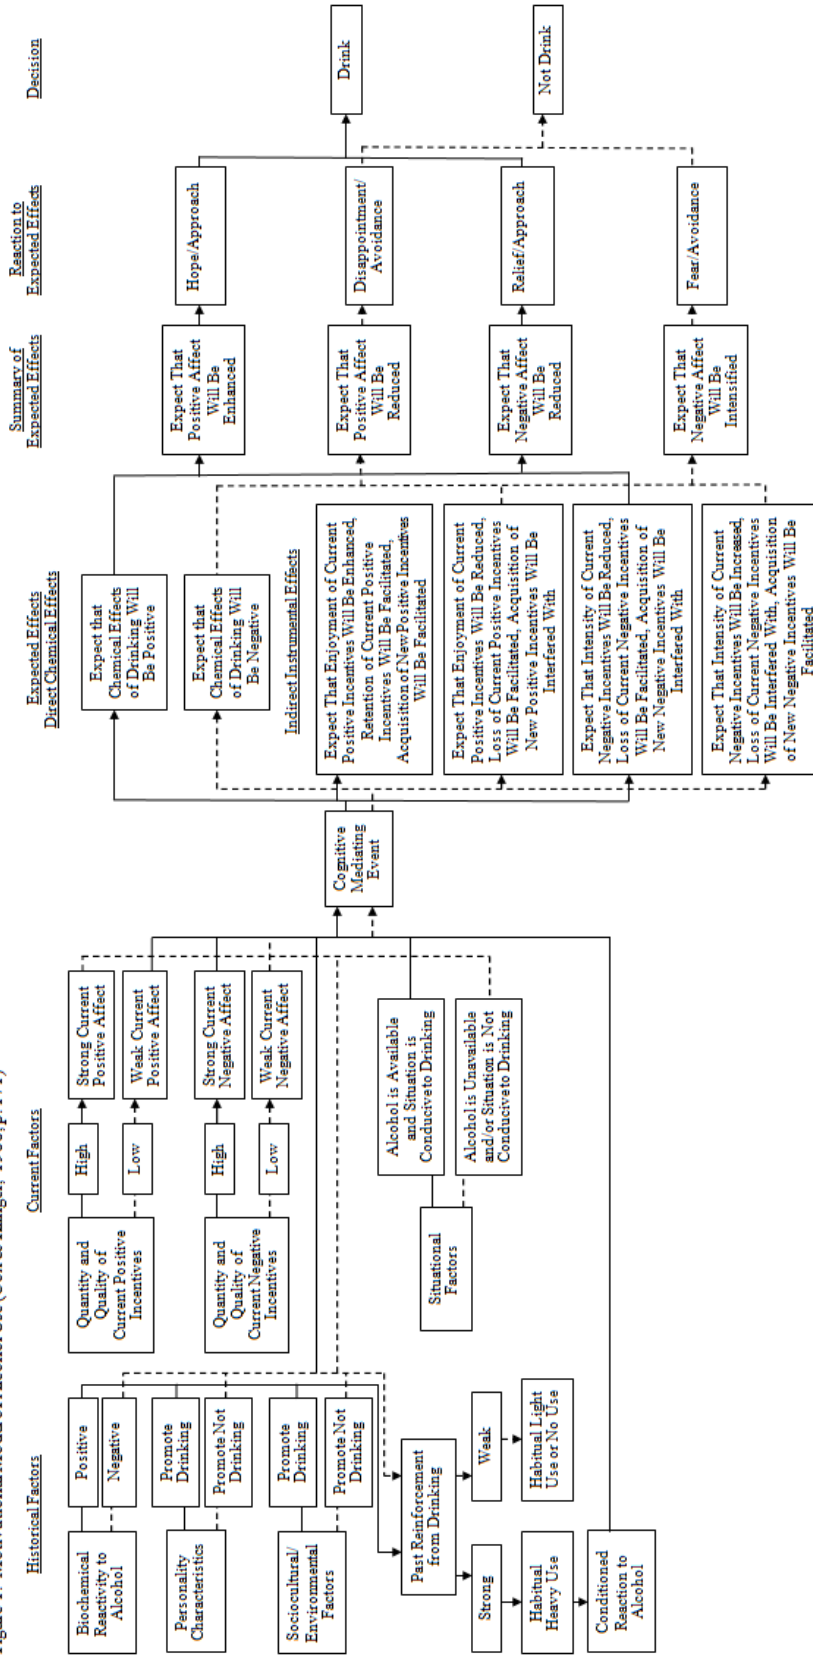 Historical Factors
Current Factors
Expected Effects
Direct Chemical Effects
Summary of
Expected Effects
Reaction to
Expected Effects
Decision
Biochemical
Reactivity to
Alcohol
Positive
Negative
Personality
Characteristics
Promote
Drinking
Promote Not
Drinking
Sociocultural/
Environmental
Factors
Promote
Drinking
Promote Not
Drinking
Past Reinforcement
from Drinking
Strong
Weak
Habitual
Heavy Use
Habitual Light
Use or No Use
Conditioned
Reaction to
Alcohol
Quantity and
Quality of
Current Positive
Incentives
High
Low
Strong Current
Positive Affect
Weak Current
Positive Affect
Quantity and
Quality of
Current Negative
Incentives
High
Low
Strong Current
Negative Affect
Weak Current
Negative Affect
Situational
Factors
Alcohol is Available
and Situation is
Conducive to Drinking
Alcohol is Unavailable
and/or Situation is Not
Conducive to Drinking
Cognitive
Mediating
Event
Expect that
Chemical Effects
of Drinking Will
Be Positive
Expect that
Chemical Effects
of Drinking Will
Be Negative
Indirect Instrumental Effects
Expect That Enjoyment of Current
Positive Incentives Will Be Enhanced,
Retention of Current Positive
Incentives Will Be Facilitated,
Acquisition of New Positive Incentives
Will Be Facilitated
Expect That Enjoyment of Current
Positive Incentives Will Be Reduced,
Loss of Current Positive Incentives
Will Be Facilitated, Acquisition of
New Positive Incentives Will Be
Interfered With
Expect That Intensity of Current
Negative Incentives Will Be Reduced,
Loss of Current Negative Incentives
Will Be Facilitated, Acquisition of
New Negative Incentives Will Be
Interfered With
Expect That Intensity of Current
Negative Incentives Will Be Increased,
Loss of Current Negative Incentives
Will Be Interfered With, Acquisition
of New Negative Incentives Will Be
Facilitated
Expect That
Positive Affect
Will Be
Enhanced
Expect That
Positive Affect
Will Be
Reduced
Expect That
Negative Affect
Will Be
Reduced
Expect That
Negative Affect
Will Be
Intensified
Hope/Approach
Disappointment/
Avoidance
Relief/Approach
Fear/Avoidance
Drink
Not Drink